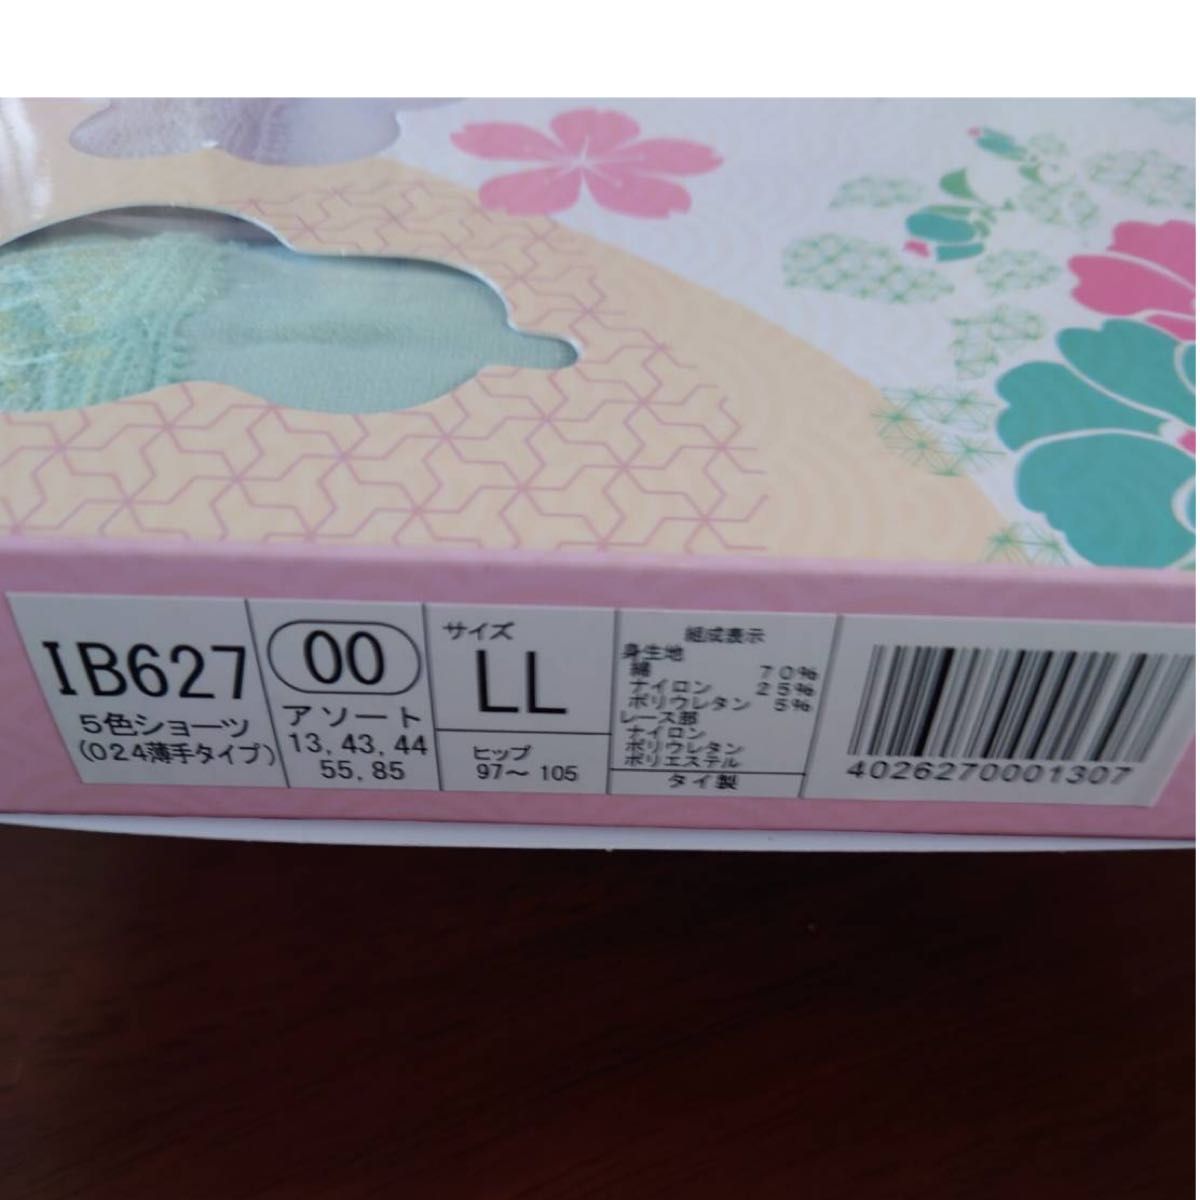 IB627
5色ショーツ
(024薄手タイプ)
00
アソート
13, 43, 44
55, 85
サイズ
LL
ヒップ
97～ 105
組成表示
身生地
綿 70%
ナイロン 25%
ポリウレタン 5%
レース部
ナイロン
ポリウレタン
ポリエステル
タイ製
4026270001307